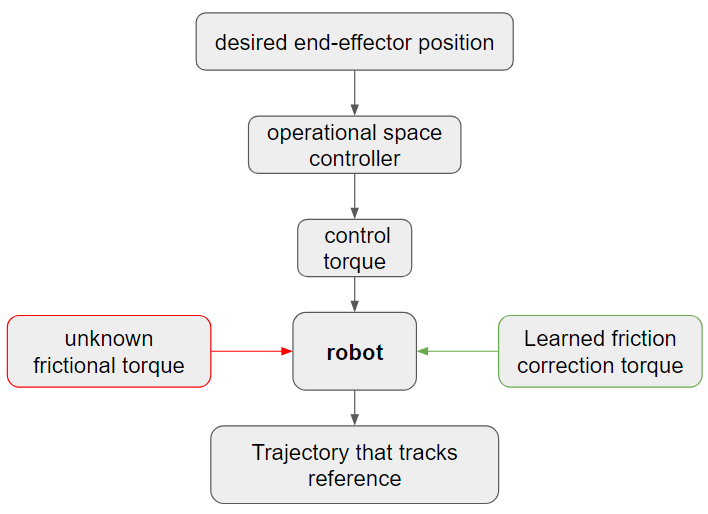 desired end-effector position
operational space
controller
control
torque
unknown
frictional torque
robot
Learned friction
correction torque
Trajectory that tracks
reference